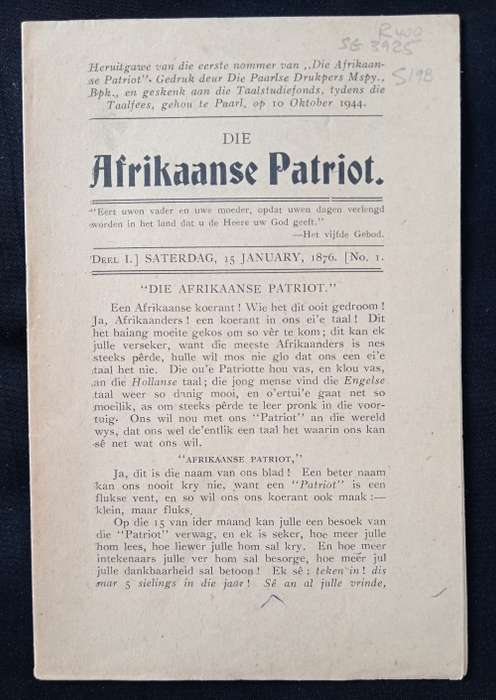 R400
SG 3925
S/98
Heruitgawe van die eerste nommer van „Die Afrikaan-
se Patriot". Gedruk deur Die Paarlse Drukpers Mspy.,
Bpk., en geskenk aan die Taalstudiefonds, tydens die
Taalfees, gehou te Paarl, op 10 Oktober 1944.
DIE
Afrikaanse Patriot.
"Eert uwen vader en uwe moeder, opdat uwen dagen verlengd
worden in het land dat u de Heere uw God geeft."
—Het vijfde Gebod.
DEEL I.] SATERDAG, 15 JANUARY, 1876. [No. 1.
"DIE AFRIKAANSE PATRIOT."
Een Afrikaanse koerant! Wie het dit ooit gedroom!
Ja, Afrikaanders! een koerant in ons ei'e taal! Dit
het baiang moeite gekos om so vêr te kom; dit kan ek
julle verseker, want die meeste Afrikaanders is nes
steeks pêrde, hulle wil mos nie glo dat ons een ei'e
taal het nie. Die ou'e Patriotte hou vas, en klou vas,
an die Hollanse taal; die jong mense vind die Engelse
taal weer so danig mooi, en o'ertui'e gaat net so
moeilik, as om steeks pêrde te leer pronk in die voor-
tuig. Ons wil nou met ons "Patriot" an die wereld
wys, dat ons wel de'entlik een taal het waarin ons kan
sê net wat ons wil.
"AFRIKAANSE PATRIOT,"
Ja, dit is die naam van ons blad! Een beter naam
kan ons nooit kry nie, want een "Patriot" is een
flukse vent, en so wil ons ons koerant ook maak:—
klein, maar fluks.
Op die 15 van ider maand kan julle een besoek van
die "Patriot" verwag, en ek is seker, hoe meer julle
hom lees, hoe liewer julle hom sal kry. En hoe meer
intekenaars julle ver hom sal besorge, hoe meér jul
julle dankbaarheid sal betoon! Ek sê: teken in! dis
mar 5 sielings in die jaar! Sê an al julle vrinde,